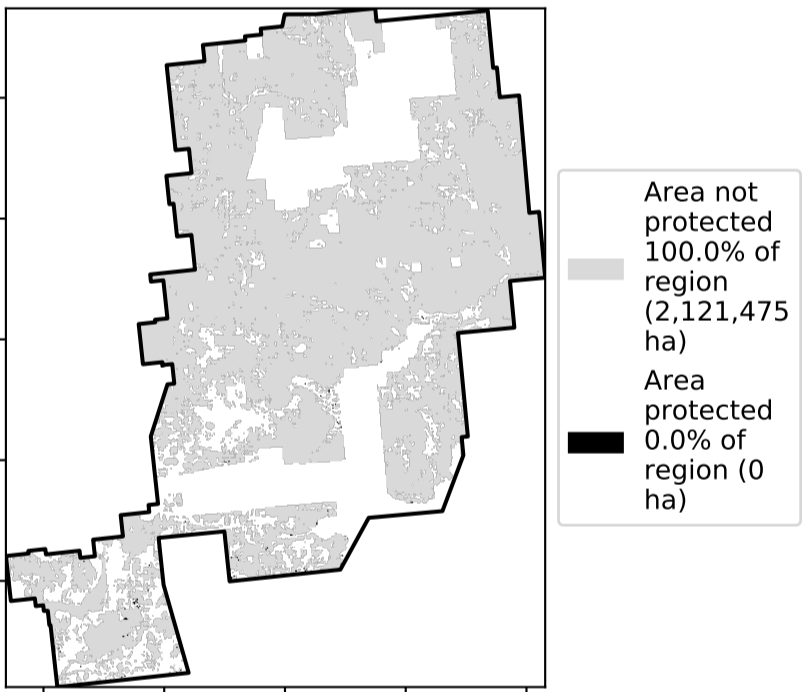 Area not
protected
100.0% of
region
(2,121,475
ha)
Area
protected
0.0% of
region (0
ha)